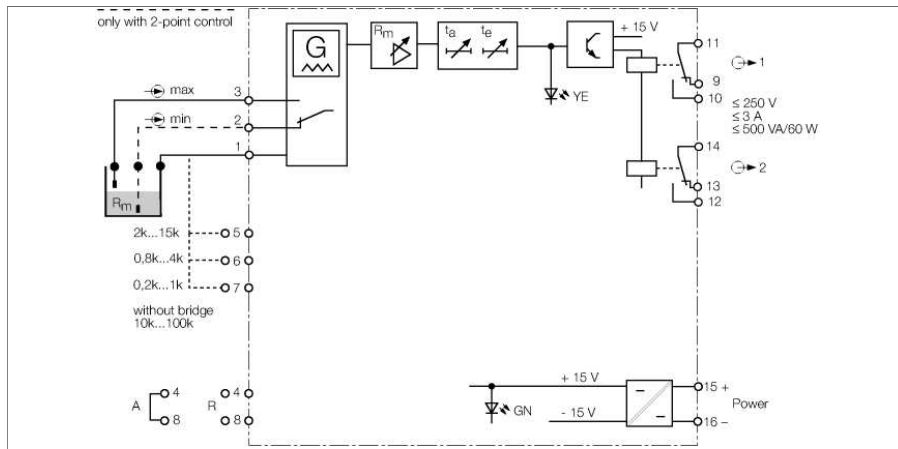 only with 2-point control
G
Rm
ta
te
+ 15 V
11
1
9
10
≤ 250 V
≤ 3 A
≤ 500 VA/60 W
YE
max
3
min
2
1
Rm
14
2
13
12
2k...15k
5
0,8k...4k
6
0,2k...1k
7
without bridge
10k...100k
A
4
8
R
4
8
+ 15 V
- 15 V
GN
15 +
16 –
Power